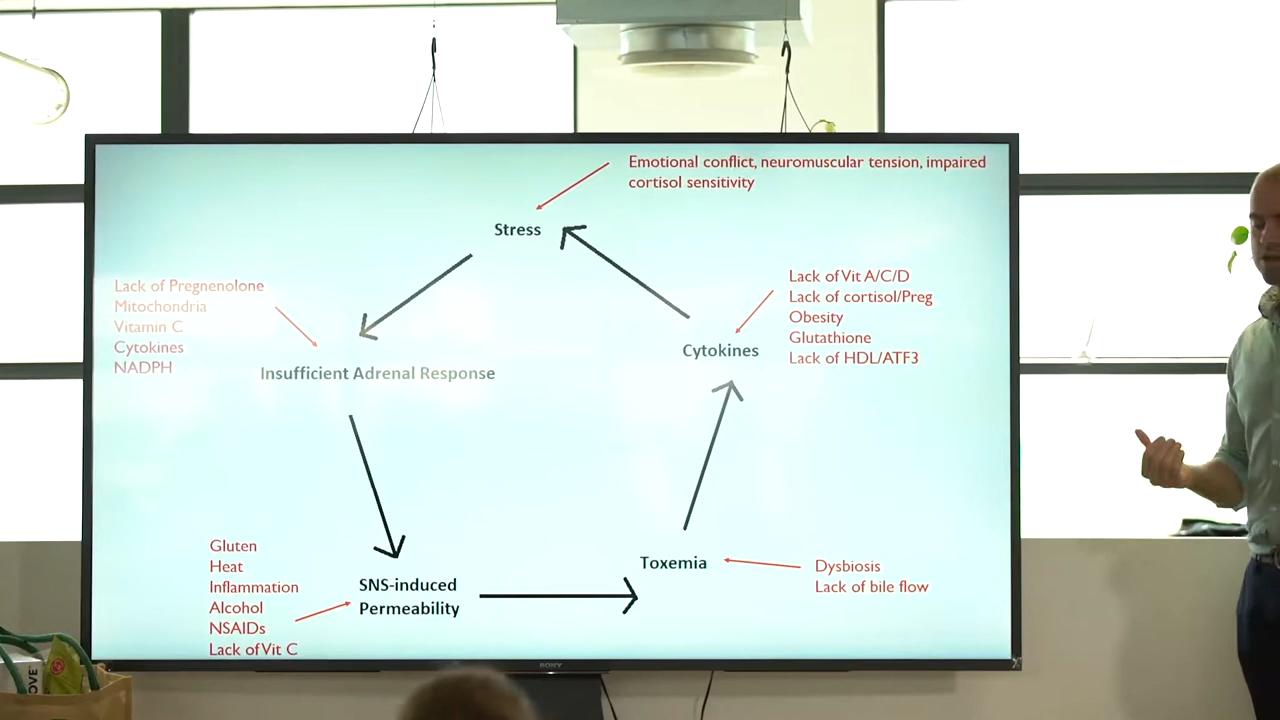 Emotional conflict, neuromuscular tension, impaired
cortisol sensitivity
Stress
Lack of Pregnenolone
Mitochondria
Vitamin C
Cytokines
NADPH
Insufficient Adrenal Response
Lack of Vit A/C/D
Lack of cortisol/Preg
Obesity
Glutathione
Lack of HDL/ATF3
Cytokines
Gluten
Heat
Inflammation
Alcohol
NSAIDs
Lack of Vit C
SNS-induced
Permeability
Toxemia
Dysbiosis
Lack of bile flow
SONY